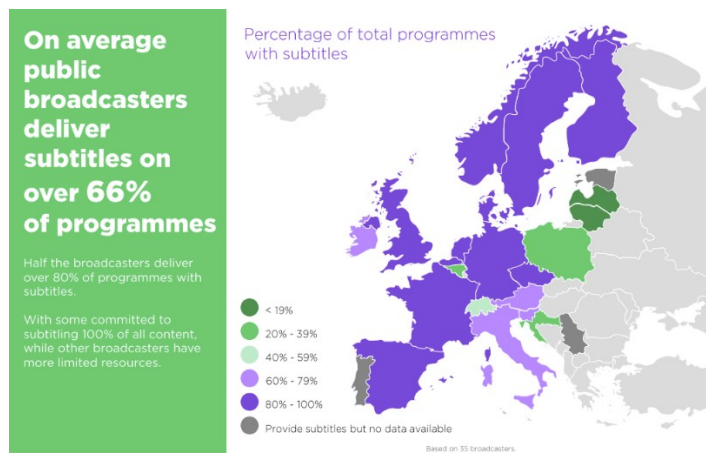 On average
public
broadcasters
deliver
subtitles on
over 66%
of programmes
Half the broadcasters deliver
over 80% of programmes with
subtitles.
With some committed to
subtitling 100% of all content,
while other broadcasters have
more limited resources.
Percentage of total programmes
with subtitles
< 19%
20% - 39%
40% - 59%
60% - 79%
80% - 100%
Provide subtitles but no data available
Based on 35 broadcasters.